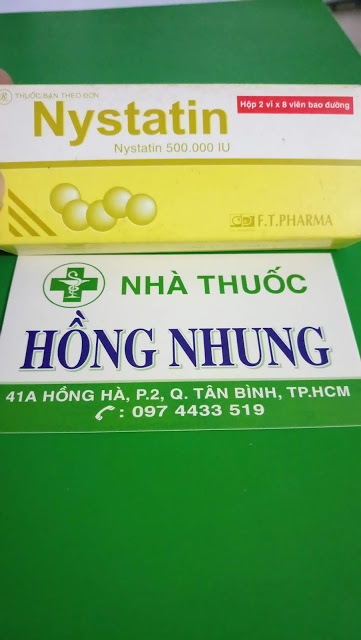 THUỐC BÁN THEO ĐƠN
Nystatin
Hộp 2 vỉ x 8 viên bao đường
Nystatin 500.000 IU
F.T.PHARMA
NHÀ THUỐC
HỒNG NHUNG
41A HỒNG HÀ, P.2, Q. TÂN BÌNH, TP.HCM
: 097 4433 519